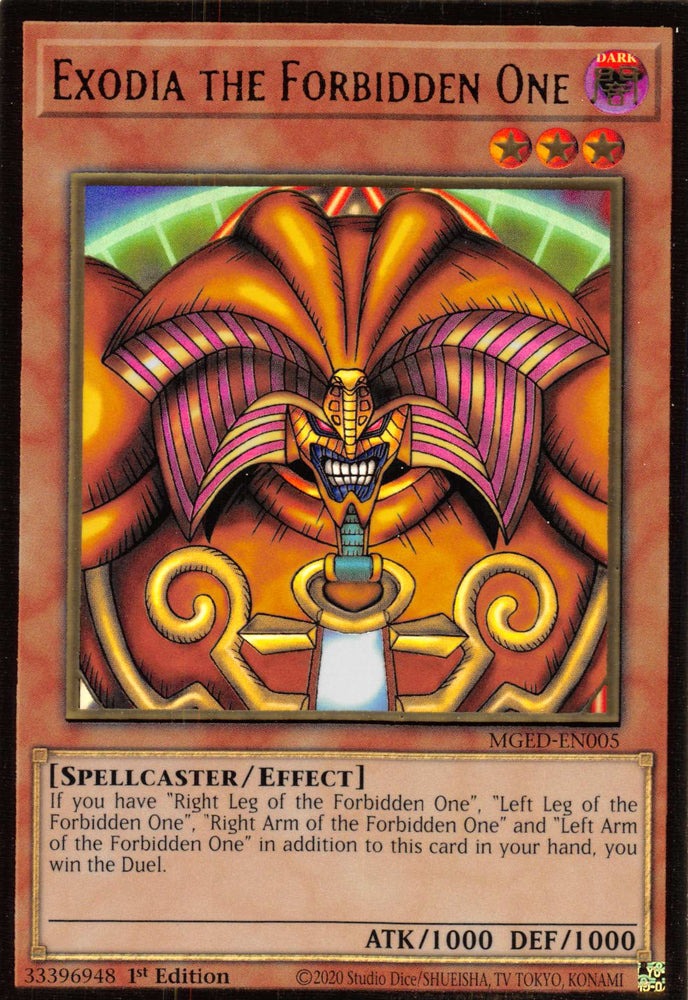 Exodia the Forbidden One
DARK
闇
MGED-EN005
[Spellcaster/Effect]
If you have "Right Leg of the Forbidden One", "Left Leg of the
Forbidden One", "Right Arm of the Forbidden One" and "Left Arm
of the Forbidden One" in addition to this card in your hand, you
win the Duel.
ATK/1000 DEF/1000
33396948 1st Edition
©2020 Studio Dice/SHUEISHA, TV TOKYO, KONAMI